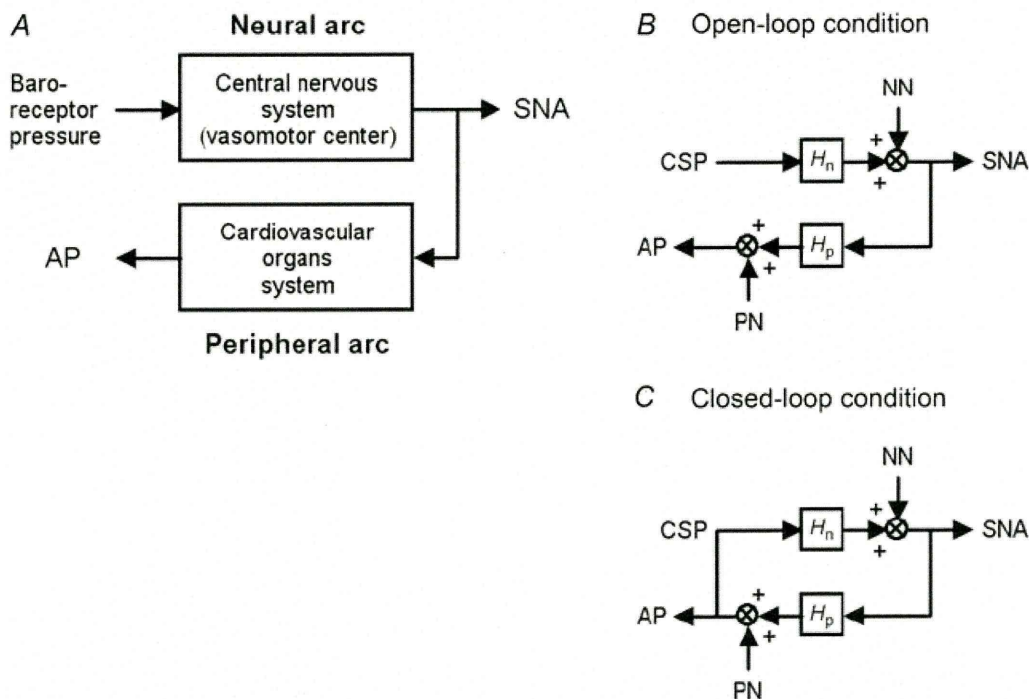 A
Neural arc
Baro-
receptor
pressure
Central nervous
system
(vasomotor center)
SNA
AP
Cardiovascular
organs
system
Peripheral arc
B Open-loop condition
NN
CSP
Hn
+
+
SNA
AP
+
+
Hp
PN
C Closed-loop condition
NN
CSP
Hn
+
+
SNA
AP
+
+
Hp
PN